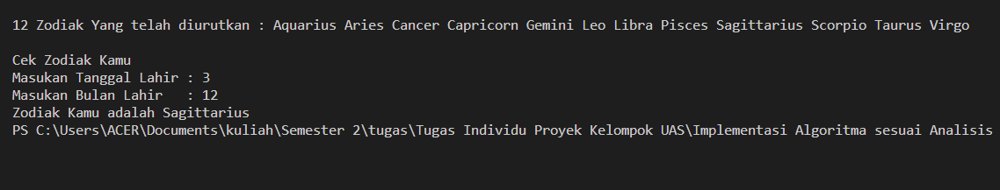 12 Zodiak Yang telah diurutkan : Aquarius Aries Cancer Capricorn Gemini Leo Libra Pisces Sagittarius Scorpio Taurus Virgo
Cek Zodiak Kamu
Masukan Tanggal Lahir : 3
Masukan Bulan Lahir   : 12
Zodiak Kamu adalah Sagittarius
PS C:\Users\ACER\Documents\kuliah\Semester 2\tugas\Tugas Individu Proyek Kelompok UAS\Implementasi Algoritma sesuai Analisis